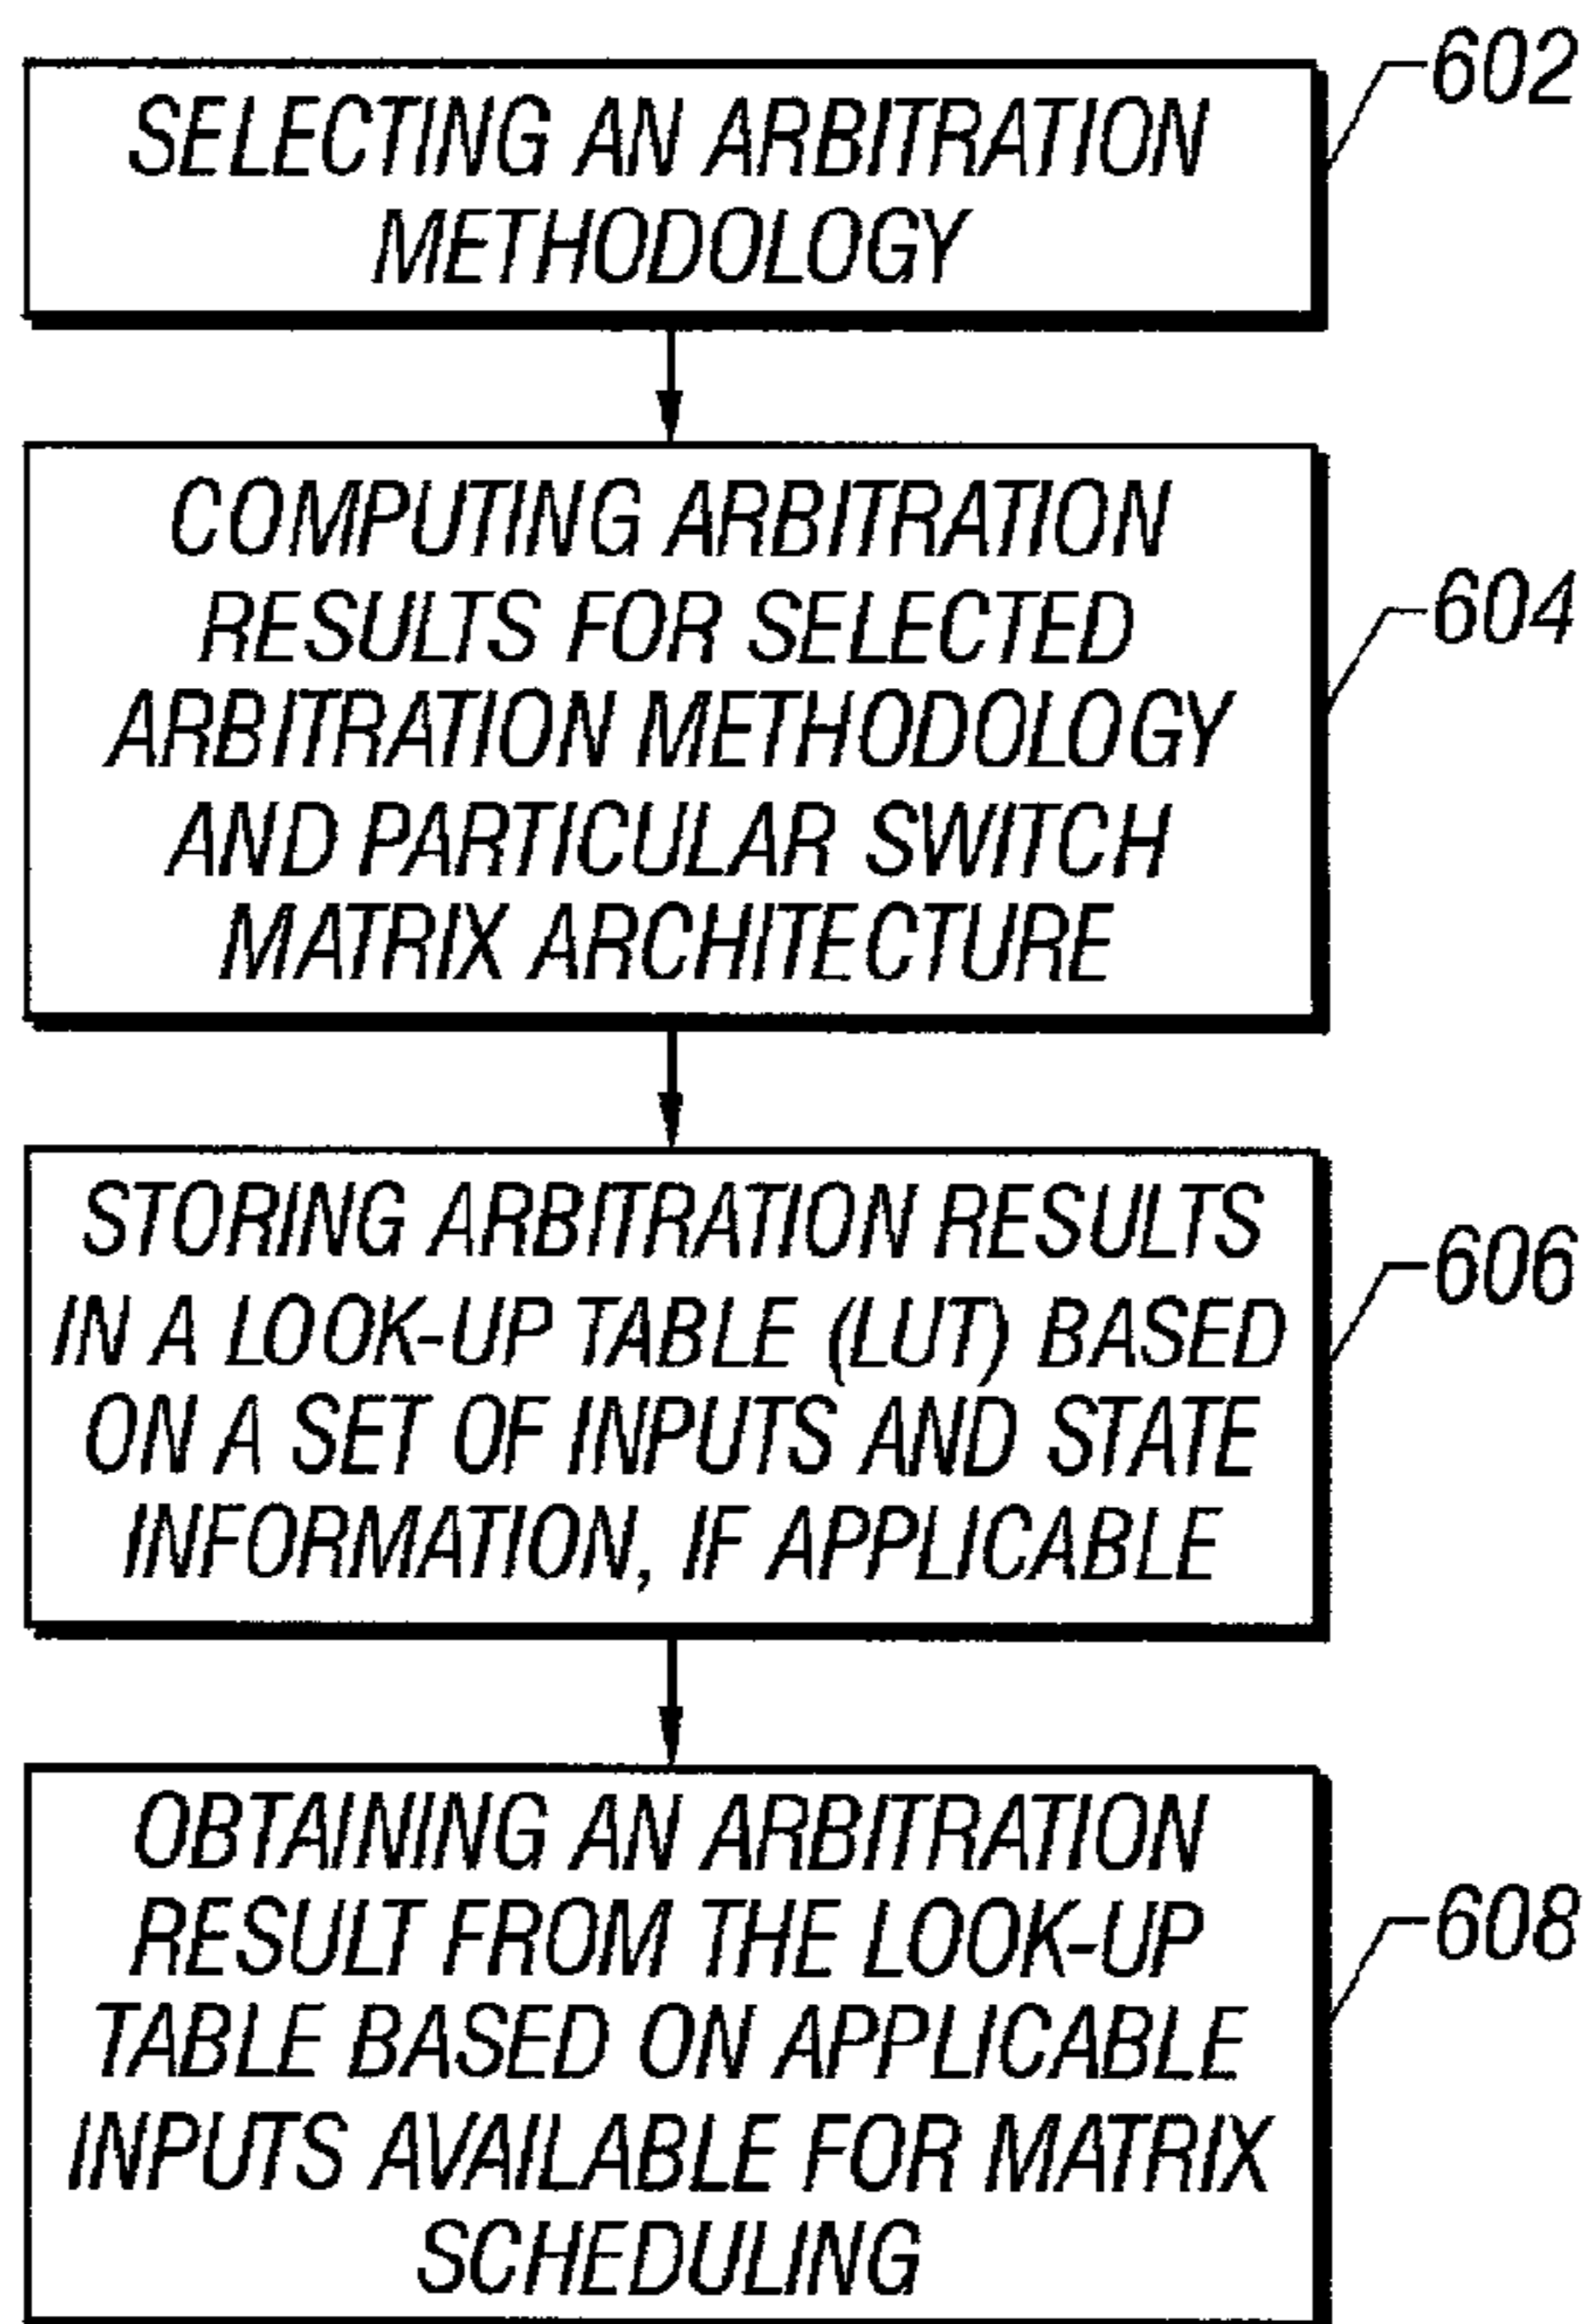 602
SELECTING AN ARBITRATION
METHODOLOGY
COMPUTING ARBITRATION
RESULTS FOR SELECTED
604
ARBITRATION METHODOLOGY
AND PARTICULAR SWITCH
MATRIX ARCHITECTURE
STORING ARBITRATION RESULTS
606
IN A LOOK-UP TABLE (LUT) BASED
ON A SET OF INPUTS AND STATE
INFORMATION, IF APPLICABLE
OBTAINING AN ARBITRATION
RESULT FROM THE LOOK-UP
608
TABLE BASED ON APPLICABLE
INPUTS AVAILABLE FOR MATRIX
SCHEDULING